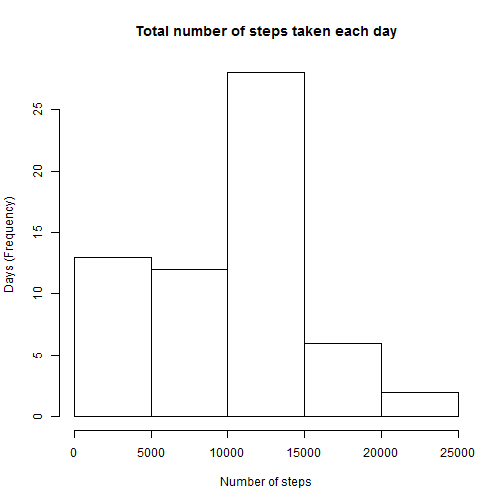 Total number of steps taken each day
Days (Frequency)
25
20
15
10
5
0
0 5000 10000 15000 20000 25000
Number of steps